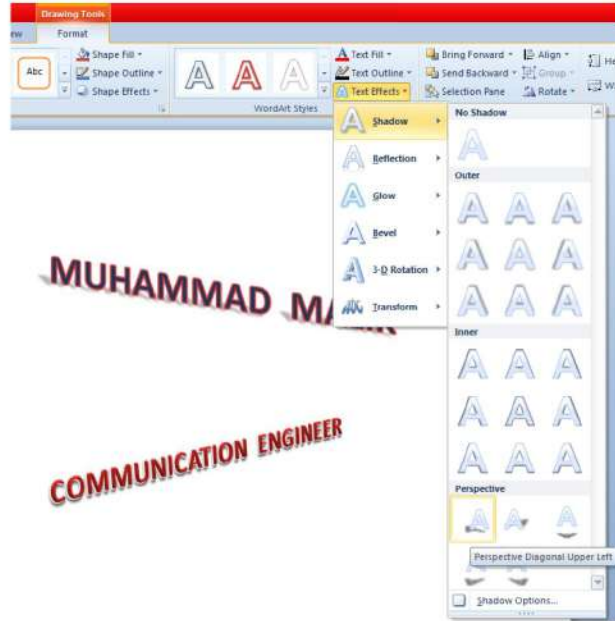 Drawing Tools
Format
Abc
Shape Fill
Shape Outline
Shape Effects
WordArt Styles
Text Fill
Text Outline
Text Effects
Bring Forward
Send Backward
Selection Pane
Align
Group
Rotate
Shadow
Reflection
Glow
Bevel
3-D Rotation
Transform
No Shadow
Outer
Inner
Perspective
Perspective Diagonal Upper Left
Shadow Options...
MUHAMMAD
COMMUNICATION ENGINEER